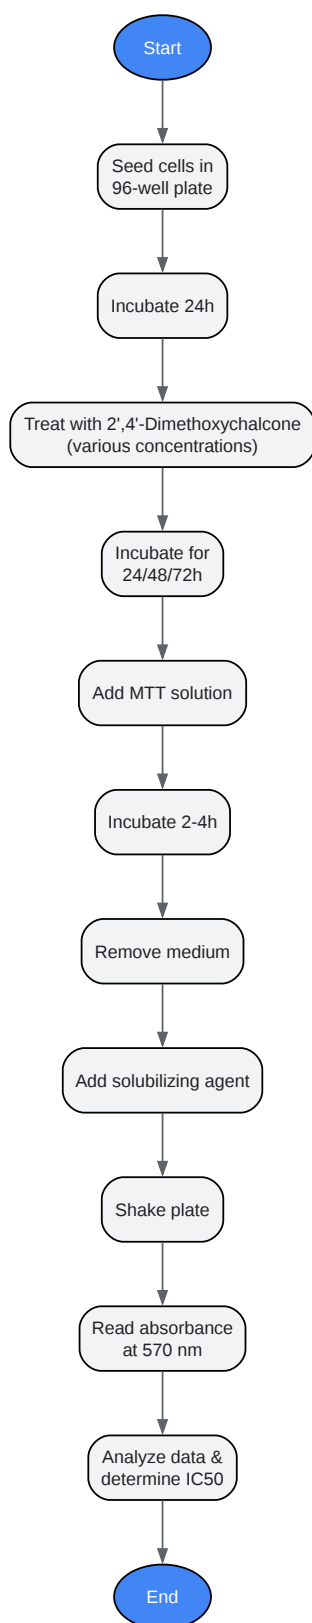 Start
Seed cells in
96-well plate
Incubate 24h
Treat with 2',4'-Dimethoxychalcone
(various concentrations)
Incubate for
24/48/72h
Add MTT solution
Incubate 2-4h
Remove medium
Add solubilizing agent
Shake plate
Read absorbance
at 570 nm
Analyze data &
determine IC50
End